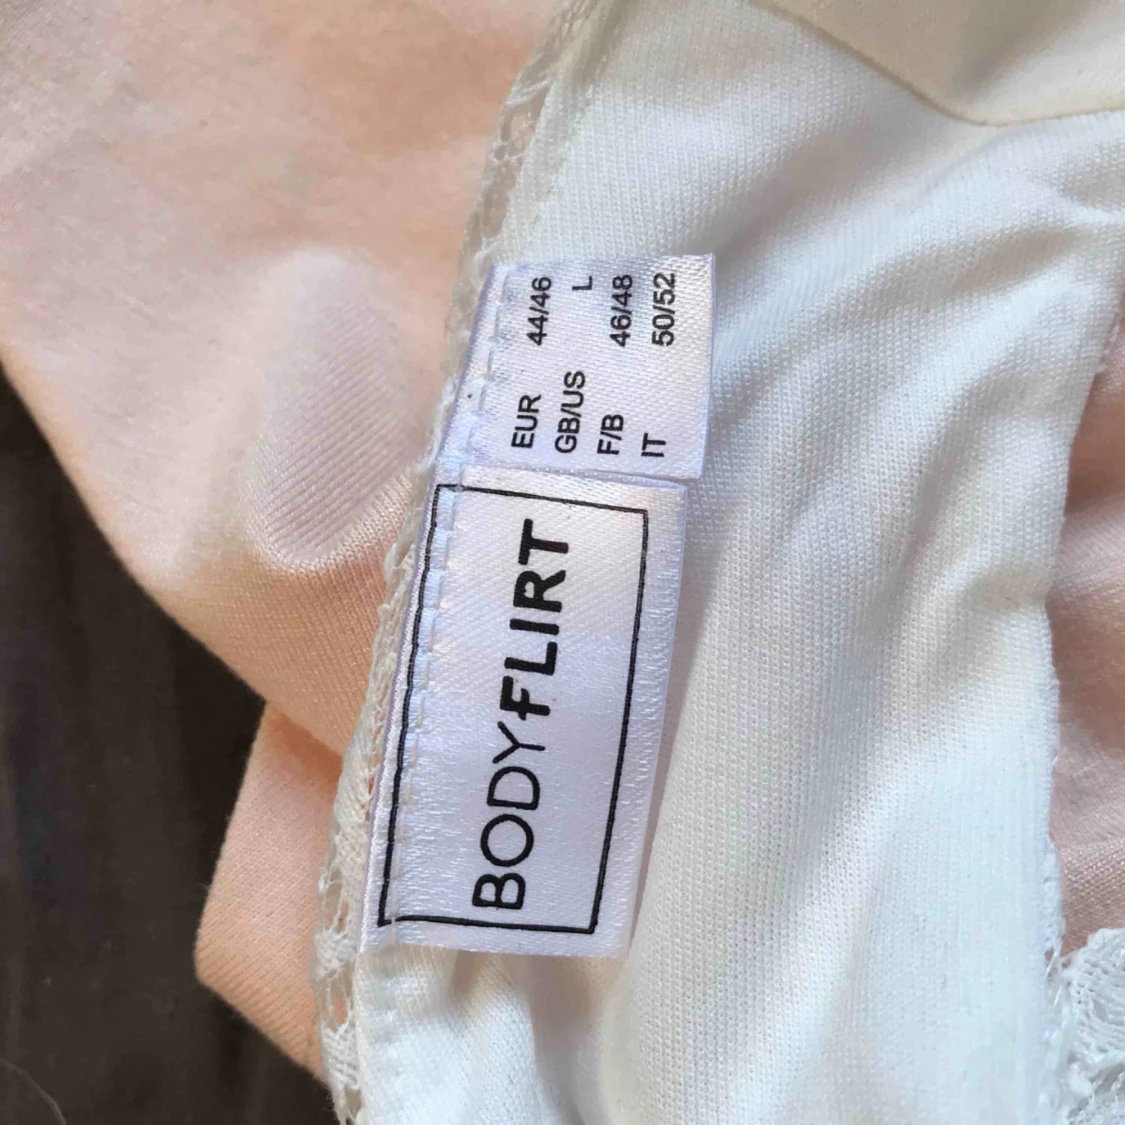 EUR 44/46
GB/US L
F/B 46/48
IT 50/52
BODYFLIRT